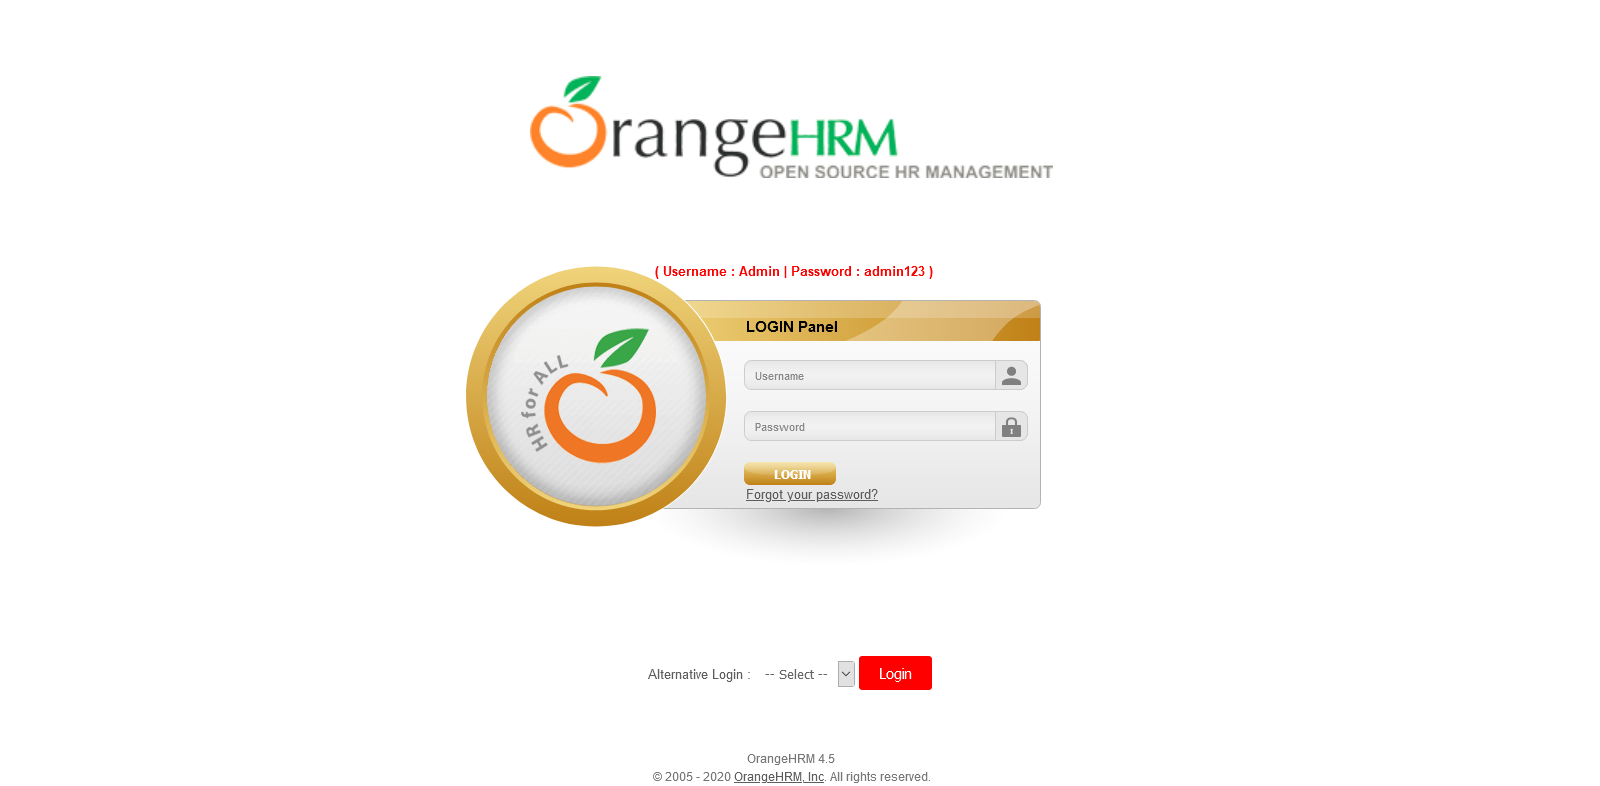 OrangeHRM
OPEN SOURCE HR MANAGEMENT
( Username : Admin | Password : admin123 )
HR for ALL
LOGIN Panel
Username
Password
LOGIN
Forgot your password?
Alternative Login : -- Select -- Login
OrangeHRM 4.5
© 2005 - 2020 OrangeHRM, Inc. All rights reserved.